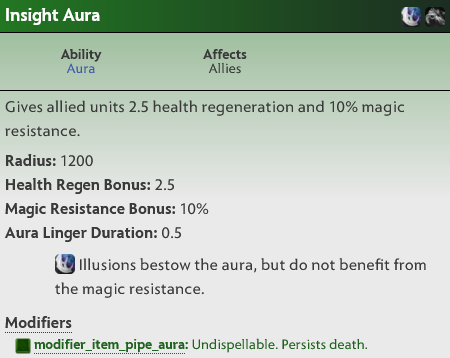 Insight Aura
Ability
Aura
Affects
Allies
Gives allied units 2.5 health regeneration and 10% magic
resistance.
Radius: 1200
Health Regen Bonus: 2.5
Magic Resistance Bonus: 10%
Aura Linger Duration: 0.5
Illusions bestow the aura, but do not benefit from
the magic resistance.
Modifiers
modifier_item_pipe_aura: Undispellable. Persists death.